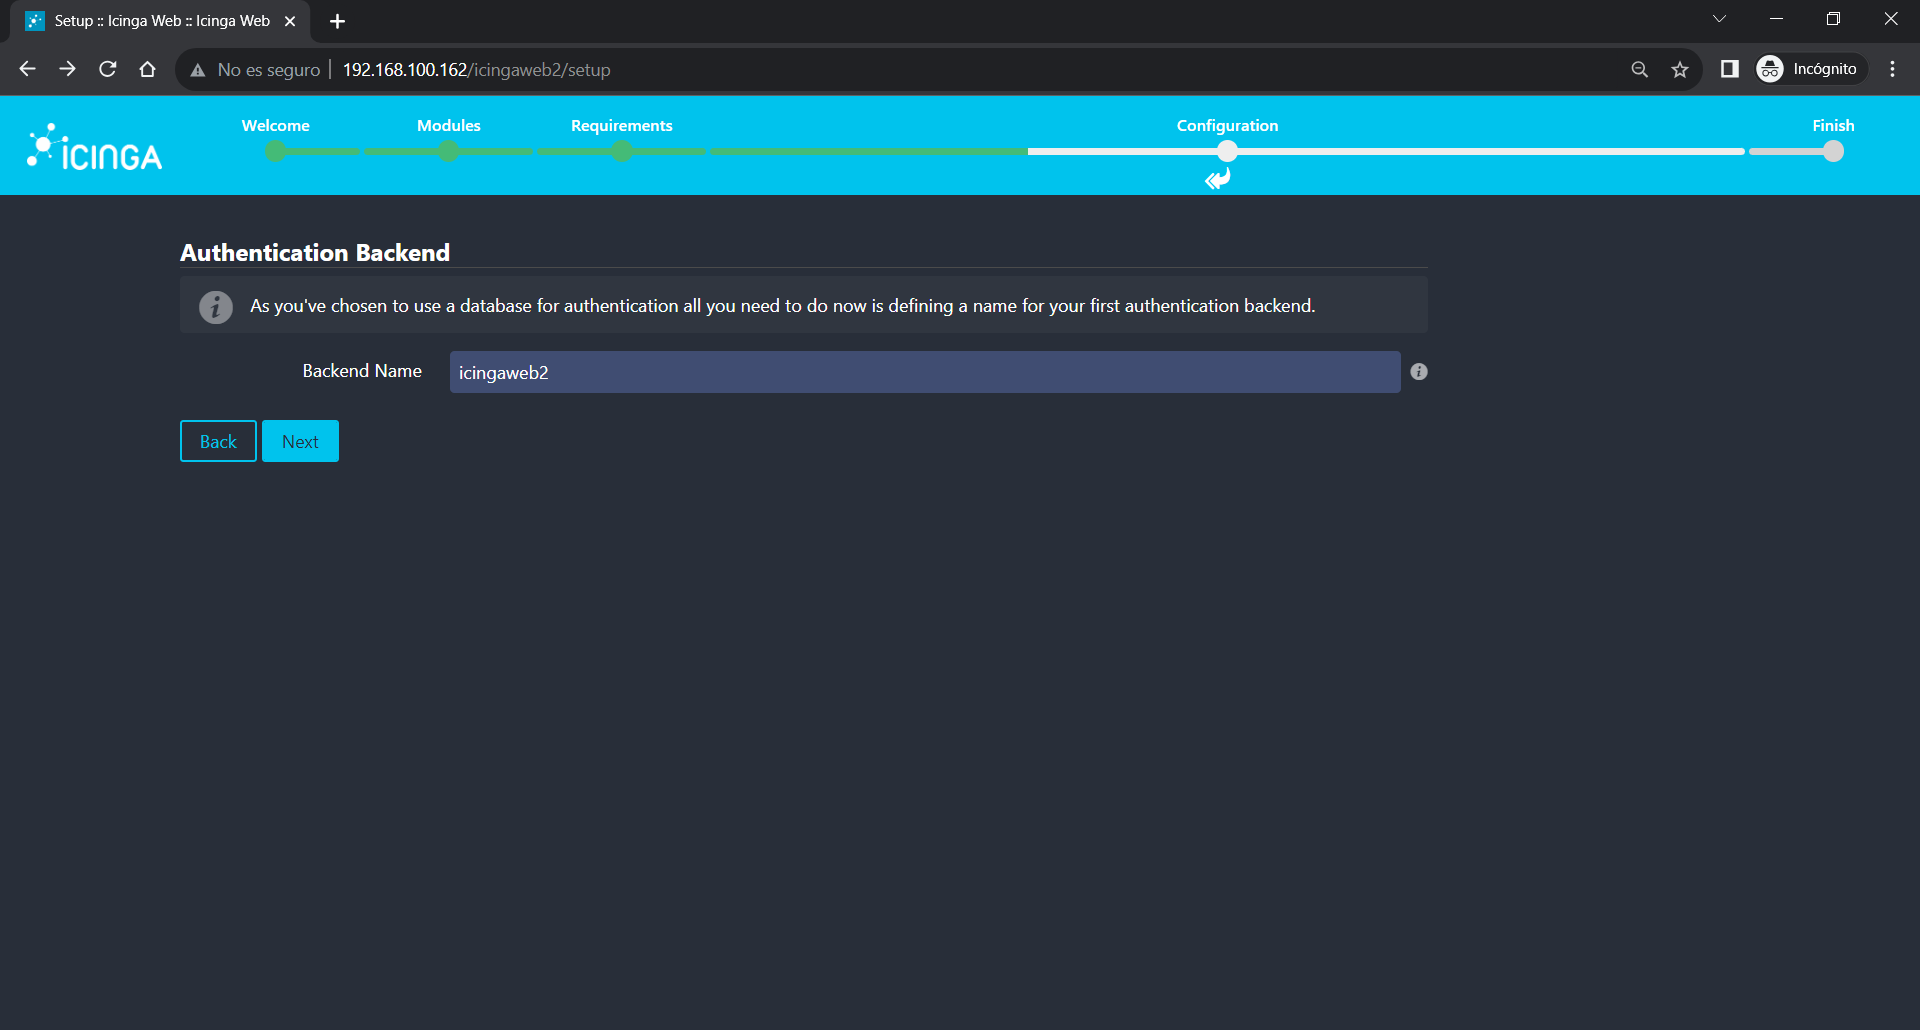 Setup :: Icinga Web :: Icinga Web
No es seguro 192.168.100.162/icingaweb2/setup
Incógnito
ICINGA
Welcome
Modules
Requirements
Configuration
Finish
Authentication Backend
i As you've chosen to use a database for authentication all you need to do now is defining a name for your first authentication backend.
Backend Name icingaweb2 i
Back Next